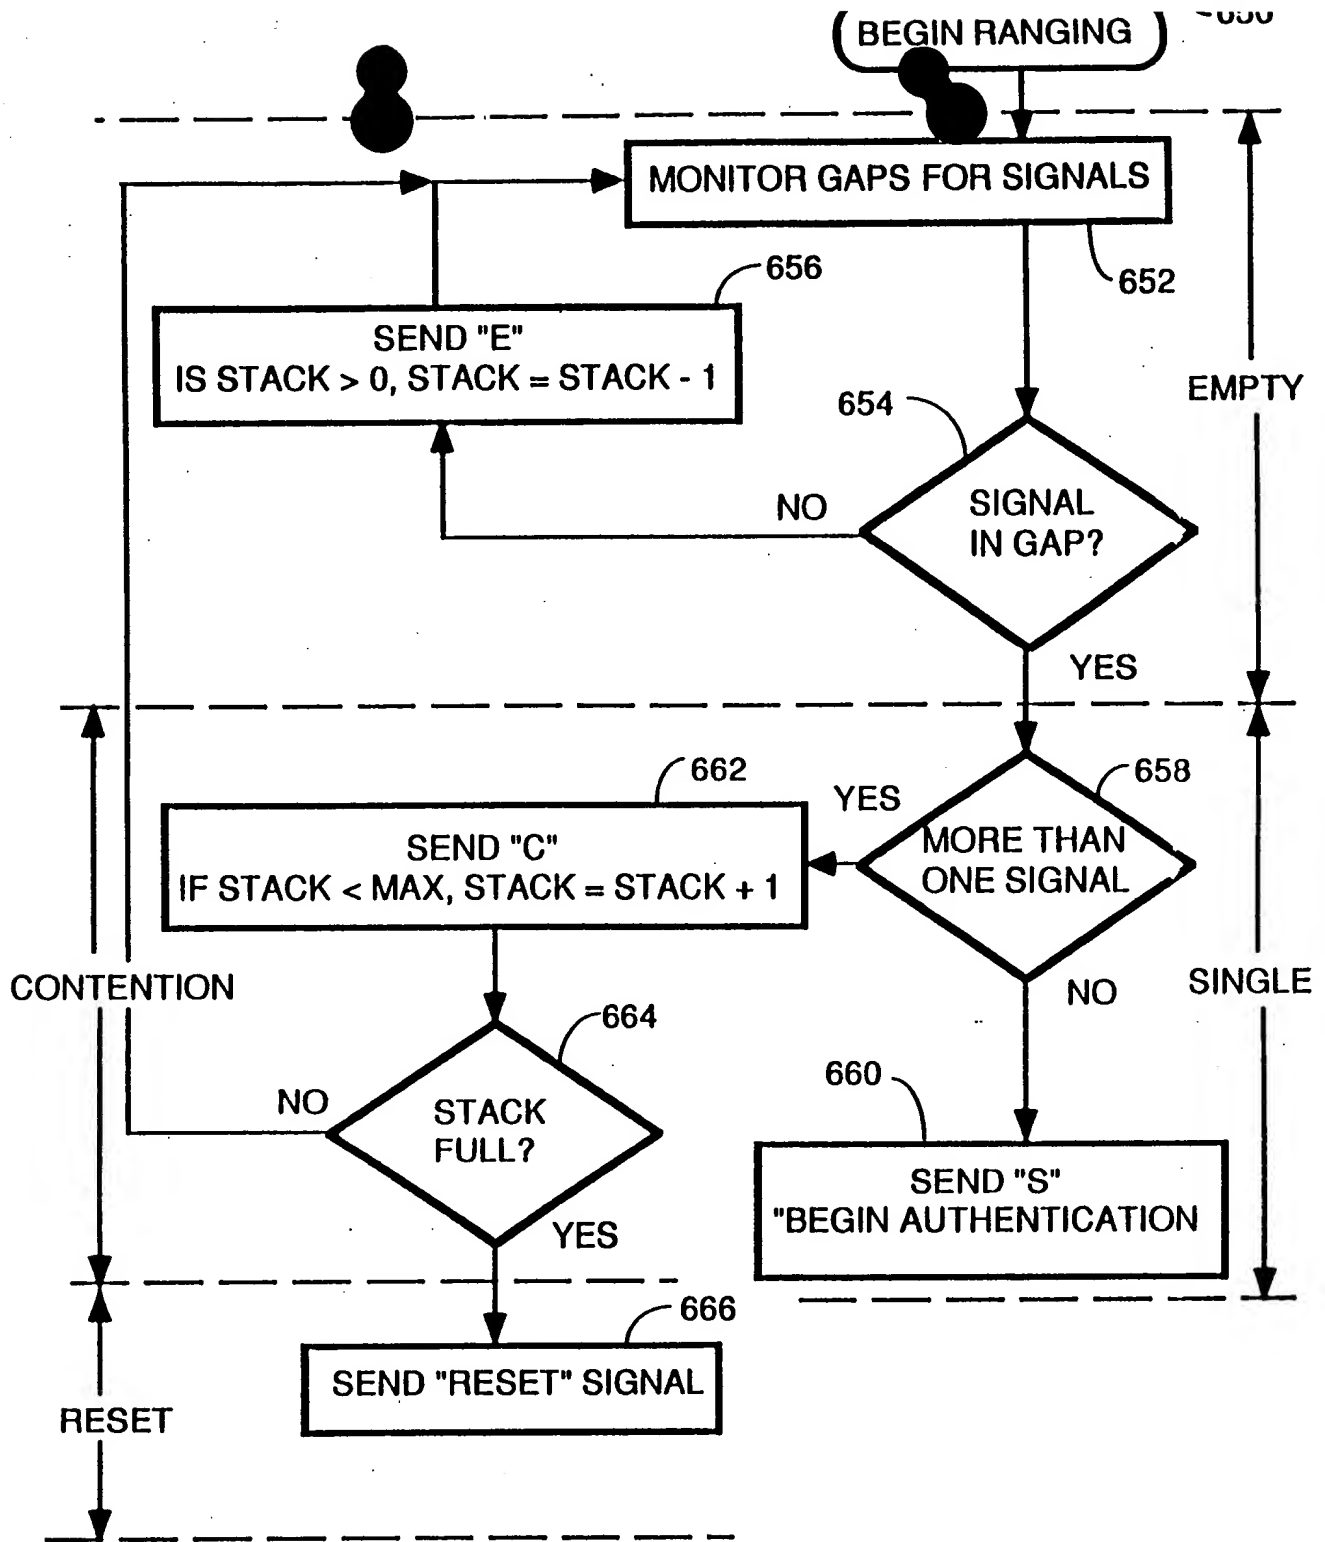 BEGIN RANGING
MONITOR GAPS FOR SIGNALS
652
656
SEND "E"
IS STACK > 0, STACK = STACK - 1
EMPTY
654
SIGNAL
IN GAP?
NO
YES
662
658
YES
SEND "C"
IF STACK < MAX, STACK = STACK + 1
MORE THAN
ONE SIGNAL
CONTENTION
NO
SINGLE
664
660
NO
STACK
FULL?
SEND "S"
"BEGIN AUTHENTICATION
YES
666
SEND "RESET" SIGNAL
RESET